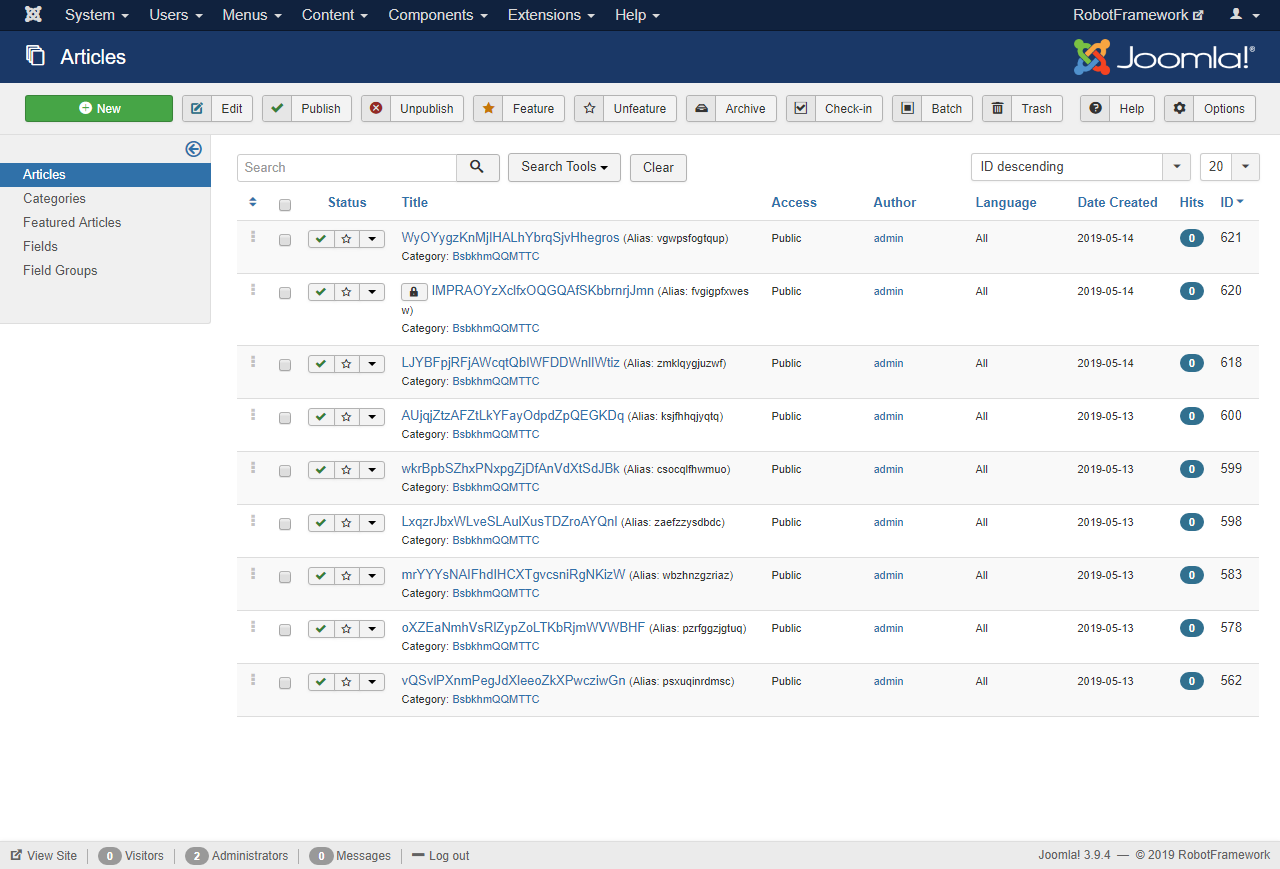 System Users Menus Content Components Extensions Help RobotFramework
Articles Joomla!®
New Edit Publish Unpublish Feature Unfeature Archive Check-in Batch Trash Help Options
Articles
Categories
Featured Articles
Fields
Field Groups
Search Search Tools Clear ID descending 20
Status Title Access Author Language Date Created Hits ID
WyOYygzKnMjIHALhYbrqSjvHhegros (Alias: vgwpsfogtqup) Public admin All 2019-05-14 0 621
Category: BsbkhmQQMTTC
IMPRAOYzXclfxOQGQAfSKbbrnrjJmn (Alias: fvgigpfxwes Public admin All 2019-05-14 0 620
w)
Category: BsbkhmQQMTTC
LJYBFpjRFjAWcqtQbIWFDDWnlIWtiz (Alias: zmklqygjuzwf) Public admin All 2019-05-14 0 618
Category: BsbkhmQQMTTC
AUjqjZtzAFZtLkYFayOdpdZpQEGKDq (Alias: ksjfhhqjyqtq) Public admin All 2019-05-13 0 600
Category: BsbkhmQQMTTC
wkrBpbSZhxPNxpgZjDfAnVdXtSdJBk (Alias: csocqlfhwmuo) Public admin All 2019-05-13 0 599
Category: BsbkhmQQMTTC
LxqzrJbxWLveSLAuIXusTDZroAYQnI (Alias: zaefzzysdbdc) Public admin All 2019-05-13 0 598
Category: BsbkhmQQMTTC
mrYYYsNAIFhdIHCXTgvcsniRgNKizW (Alias: wbzhnzgzriaz) Public admin All 2019-05-13 0 583
Category: BsbkhmQQMTTC
oXZEaNmhVsRlZypZoLTKbRjmWVWBHF (Alias: pzrfggzjgtuq) Public admin All 2019-05-13 0 578
Category: BsbkhmQQMTTC
vQSvlPXnmPegJdXleeoZkXPwcziwGn (Alias: psxuqinrdmsc) Public admin All 2019-05-13 0 562
Category: BsbkhmQQMTTC
View Site 0 Visitors 2 Administrators 0 Messages Log out Joomla! 3.9.4 — © 2019 RobotFramework